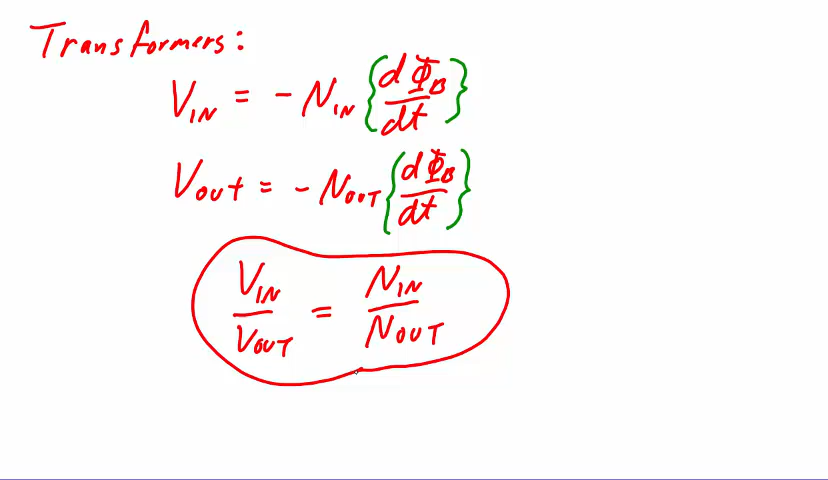 Transformers:
V_IN = - N_IN {dΦ_B/dt}
V_OUT = - N_OUT {dΦ_B/dt}
V_IN/V_OUT = N_IN/N_OUT